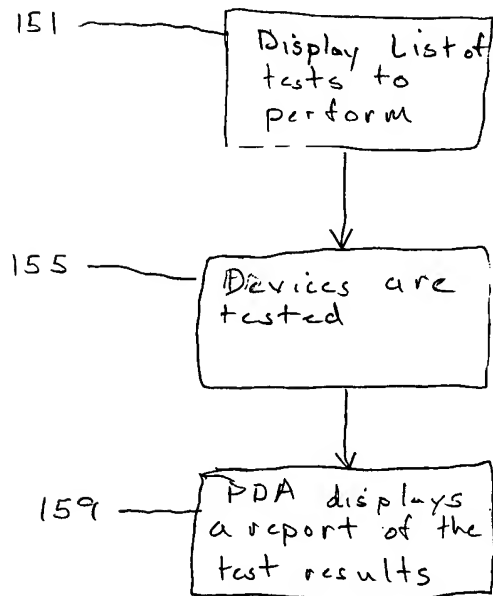 151
Display List of
tests to
perform
155
Devices are
tested
159
PDA displays
a report of the
test results